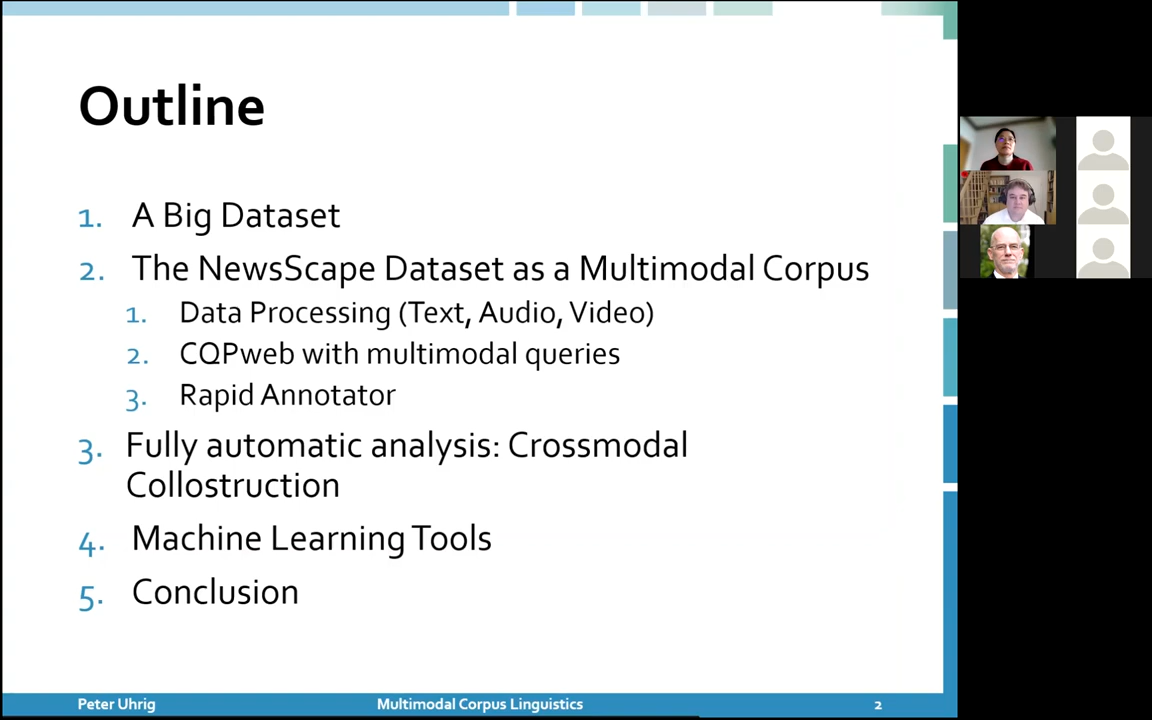 Outline
1. A Big Dataset
2. The NewsScape Dataset as a Multimodal Corpus
1. Data Processing (Text, Audio, Video)
2. CQPweb with multimodal queries
3. Rapid Annotator
3. Fully automatic analysis: Crossmodal
Collostruction
4. Machine Learning Tools
5. Conclusion
Peter Uhrig Multimodal Corpus Linguistics 2